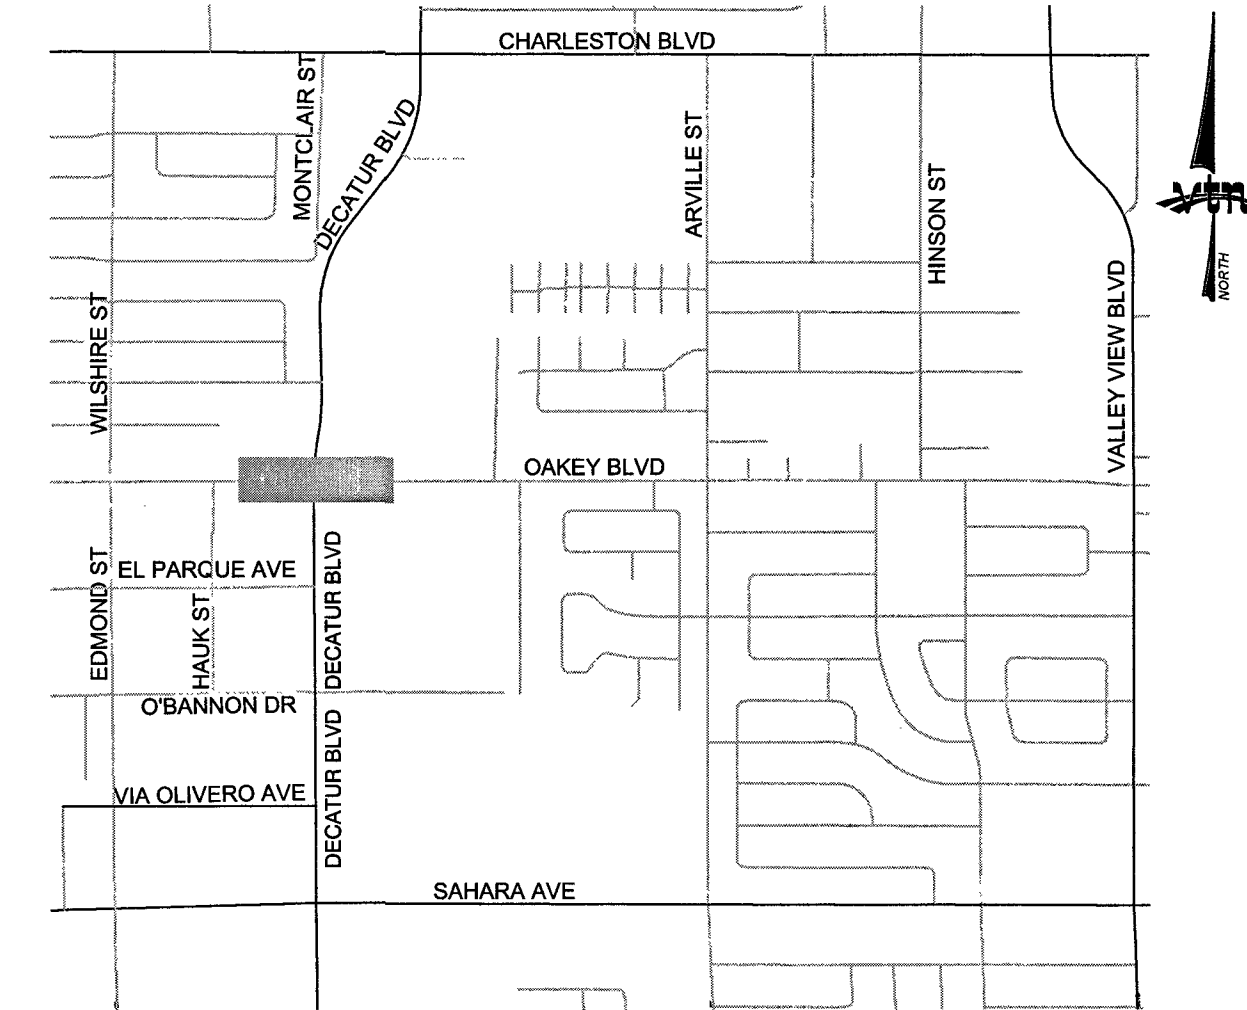 CHARLESTON BLVD
MONTCLAIR ST
DECATUR BLVD
ARVILLE ST
HINSON ST
vtn
NORTH
WILSHIRE ST
VALLEY VIEW BLVD
OAKEY BLVD
EDMOND ST
EL PARQUE AVE
HAUK ST
DECATUR BLVD
O'BANNON DR
DECATUR BLVD
VIA OLIVERO AVE
SAHARA AVE